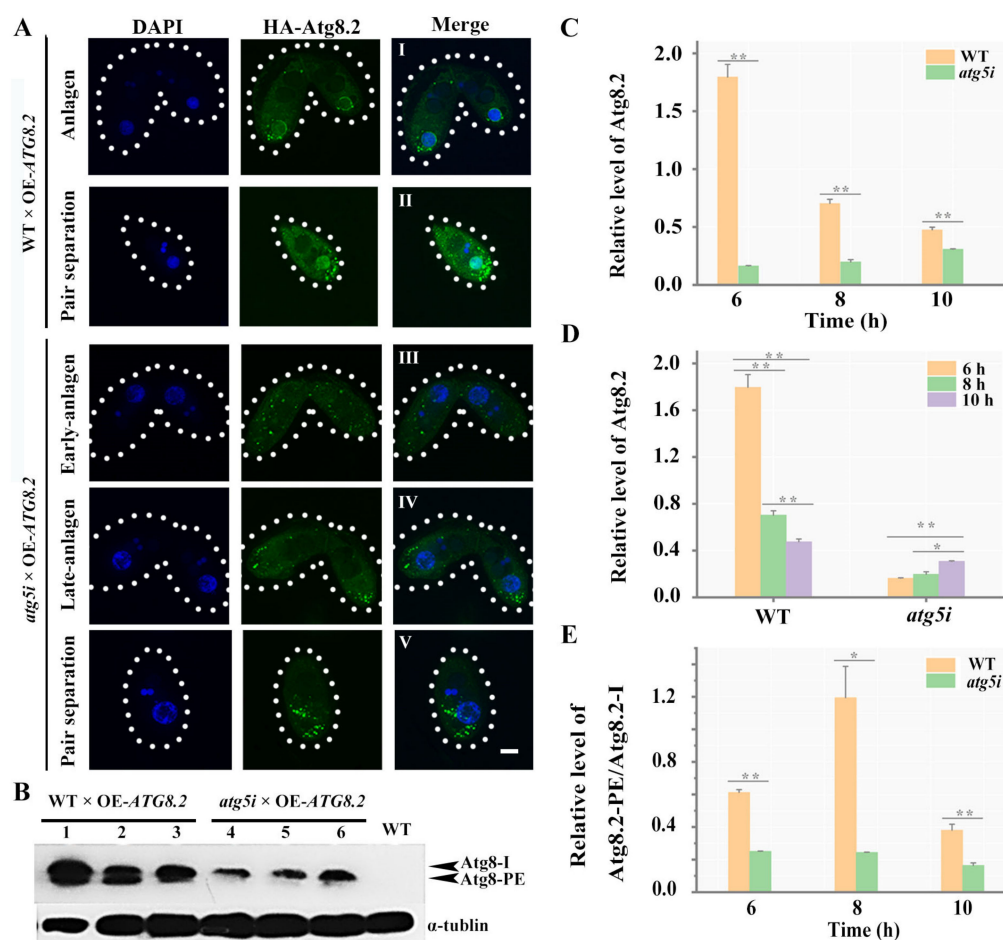 A
DAPI HA-Atg8.2 Merge
WT × OE-ATG8.2
Anlagen
I
Pair separation
II
atg5i × OE-ATG8.2
Early-anlagen
III
Late-anlagen
IV
Pair separation
V
B
WT × OE-ATG8.2 atg5i × OE-ATG8.2 WT
1 2 3 4 5 6
Atg8-I
Atg8-PE
α-tublin
C
Relative level of Atg8.2
2.0
1.5
1.0
0.5
0.0
WT
atg5i
** ** **
6 8 10
Time (h)
D
Relative level of Atg8.2
2.0
1.6
1.2
0.8
0.4
0.0
6 h
8 h
10 h
**
**
**
**
*
WT atg5i
E
Relative level of
Atg8.2-PE/Atg8.2-I
1.2
0.8
0.4
0.0
WT
atg5i
** * **
6 8 10
Time (h)